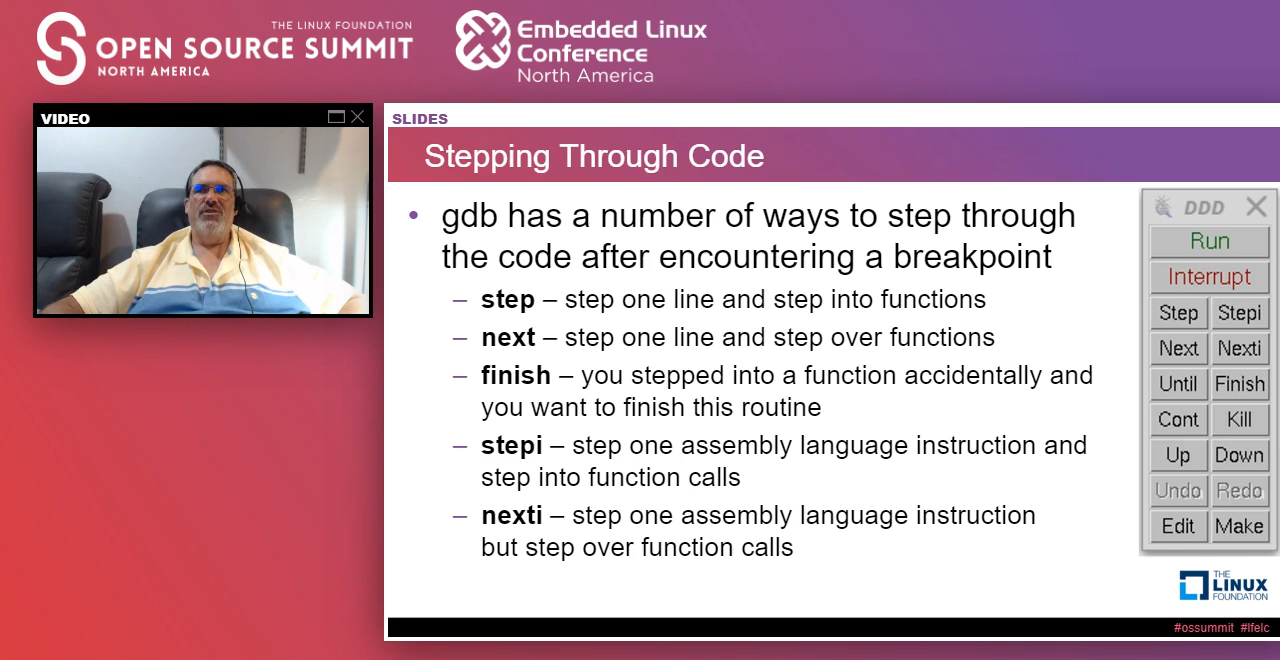 THE LINUX FOUNDATION
OPEN SOURCE SUMMIT
NORTH AMERICA
Embedded Linux
Conference
North America
VIDEO
SLIDES
Stepping Through Code
• gdb has a number of ways to step through
the code after encountering a breakpoint
– step – step one line and step into functions
– next – step one line and step over functions
– finish – you stepped into a function accidentally and
you want to finish this routine
– stepi – step one assembly language instruction and
step into function calls
– nexti – step one assembly language instruction
but step over function calls
DDD
Run
Interrupt
Step Stepi
Next Nexti
Until Finish
Cont Kill
Up Down
Undo Redo
Edit Make
THE
LINUX
FOUNDATION
#ossummit #lfelc